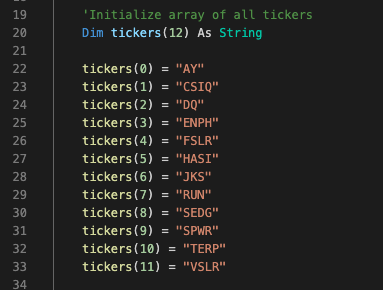 19 'Initialize array of all tickers
20 Dim tickers(12) As String
21
22 tickers(0) = "AY"
23 tickers(1) = "CSIQ"
24 tickers(2) = "DQ"
25 tickers(3) = "ENPH"
26 tickers(4) = "FSLR"
27 tickers(5) = "HASI"
28 tickers(6) = "JKS"
29 tickers(7) = "RUN"
30 tickers(8) = "SEDG"
31 tickers(9) = "SPWR"
32 tickers(10) = "TERP"
33 tickers(11) = "VSLR"
34